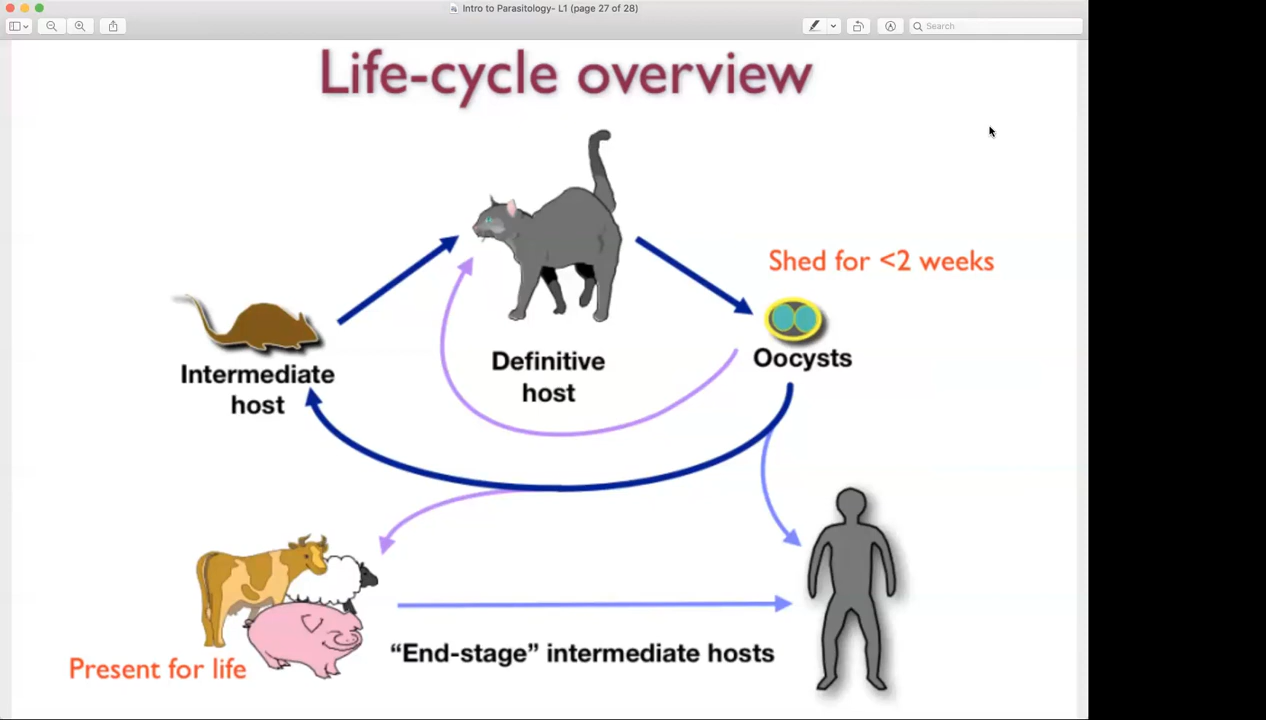 Intro to Parasitology- L1 (page 27 of 28)
Search
Life-cycle overview
Shed for <2 weeks
Oocysts
Definitive
host
Intermediate
host
"End-stage" intermediate hosts
Present for life